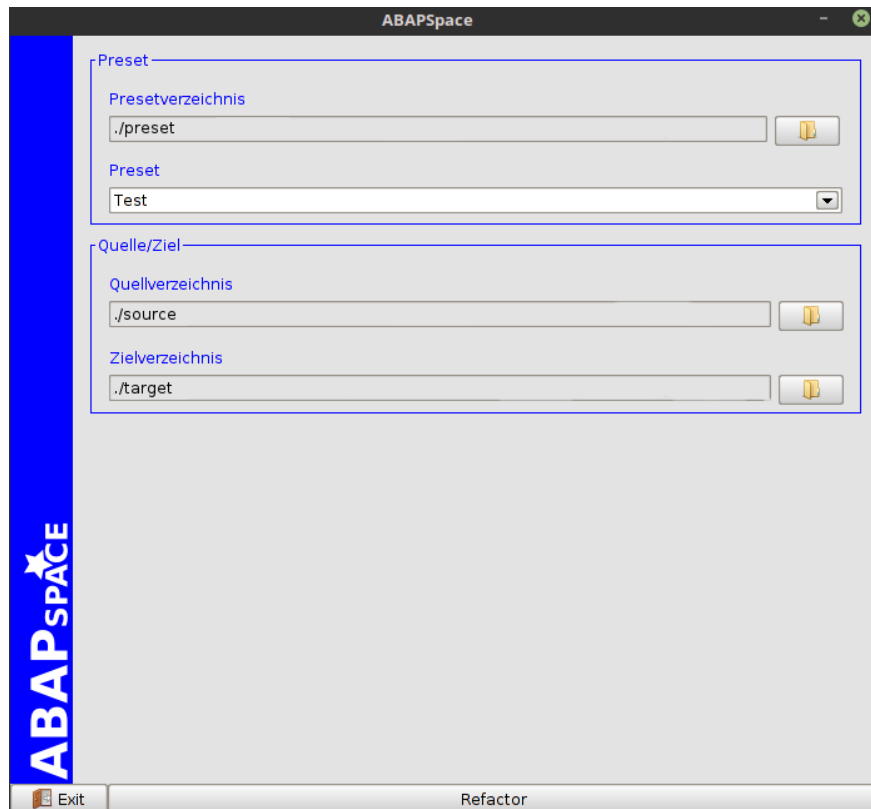 ABAPSpace
Preset
Presetverzeichnis
./preset
Preset
Test
Quelle/Ziel
Quellverzeichnis
./source
Zielverzeichnis
./target
ABAPSPACE
Exit
Refactor